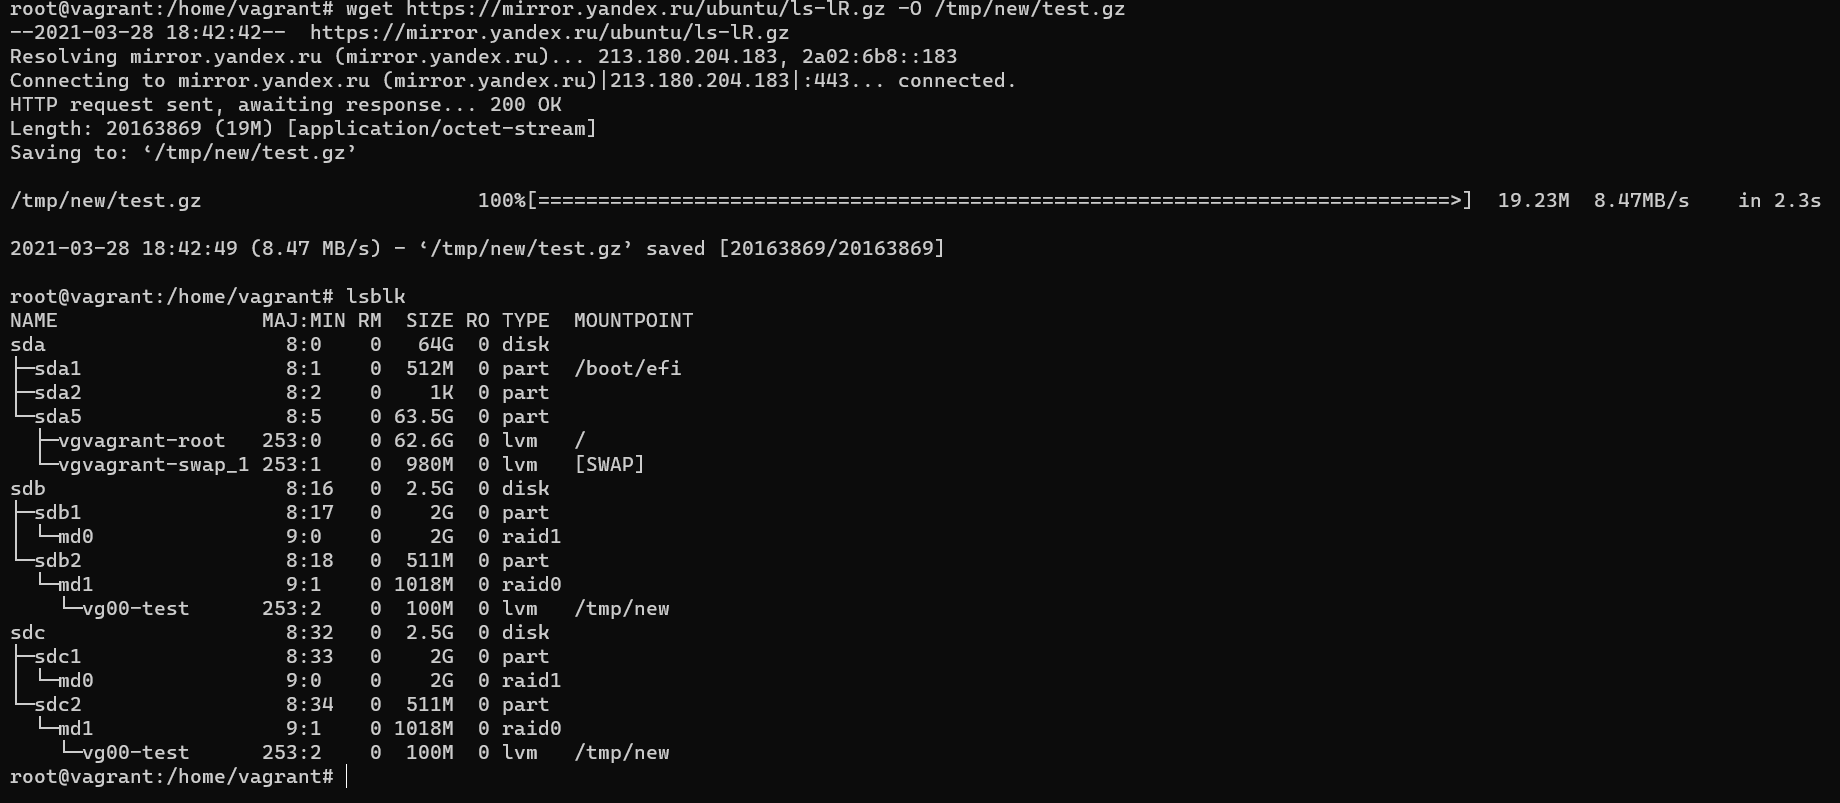 root@vagrant:/home/vagrant# wget https://mirror.yandex.ru/ubuntu/ls-lR.gz -O /tmp/new/test.gz
--2021-03-28 18:42:42--  https://mirror.yandex.ru/ubuntu/ls-lR.gz
Resolving mirror.yandex.ru (mirror.yandex.ru)... 213.180.204.183, 2a02:6b8::183
Connecting to mirror.yandex.ru (mirror.yandex.ru)|213.180.204.183|:443... connected.
HTTP request sent, awaiting response... 200 OK
Length: 20163869 (19M) [application/octet-stream]
Saving to: ‘/tmp/new/test.gz’
/tmp/new/test.gz                       100%[============================================================================>]  19.23M  8.47MB/s    in 2.3s
2021-03-28 18:42:49 (8.47 MB/s) - ‘/tmp/new/test.gz’ saved [20163869/20163869]
root@vagrant:/home/vagrant# lsblk
NAME                 MAJ:MIN RM  SIZE RO TYPE  MOUNTPOINT
sda                    8:0    0   64G  0 disk
├─sda1                 8:1    0  512M  0 part  /boot/efi
├─sda2                 8:2    0    1K  0 part
└─sda5                 8:5    0 63.5G  0 part
  ├─vgvagrant-root   253:0    0 62.6G  0 lvm   /
  └─vgvagrant-swap_1 253:1    0  980M  0 lvm   [SWAP]
sdb                    8:16   0  2.5G  0 disk
├─sdb1                 8:17   0    2G  0 part
│ └─md0                9:0    0    2G  0 raid1
└─sdb2                 8:18   0  511M  0 part
  └─md1                9:1    0 1018M  0 raid0
    └─vg00-test      253:2    0  100M  0 lvm   /tmp/new
sdc                    8:32   0  2.5G  0 disk
├─sdc1                 8:33   0    2G  0 part
│ └─md0                9:0    0    2G  0 raid1
└─sdc2                 8:34   0  511M  0 part
  └─md1                9:1    0 1018M  0 raid0
    └─vg00-test      253:2    0  100M  0 lvm   /tmp/new
root@vagrant:/home/vagrant#